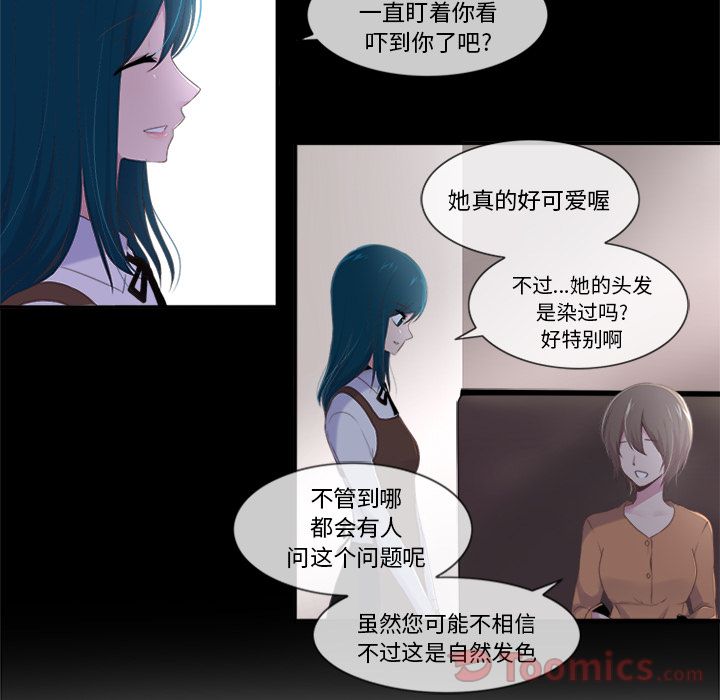 一直盯着你看
吓到你了吧?
她真的好可爱喔
不过...她的头发
是染过吗?
好特别啊
不管到哪
都会有人
问这个问题呢
虽然您可能不相信
不过这是自然发色
Toomics.com